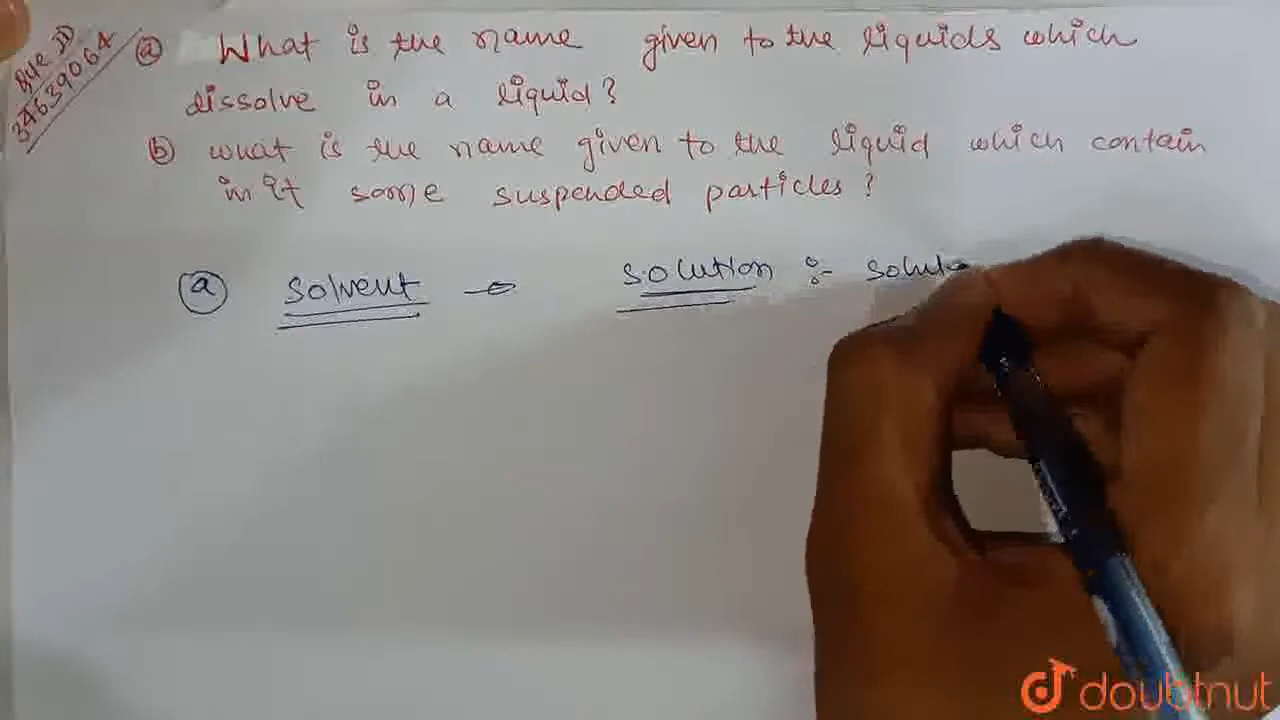 Que ID
34639064
(a) What is the name given to the liquids which
dissolve in a liquid?
(b) what is the name given to the liquid which contain
in it some suspended particles?
(a) solvent → solution :- solute
doubtnut